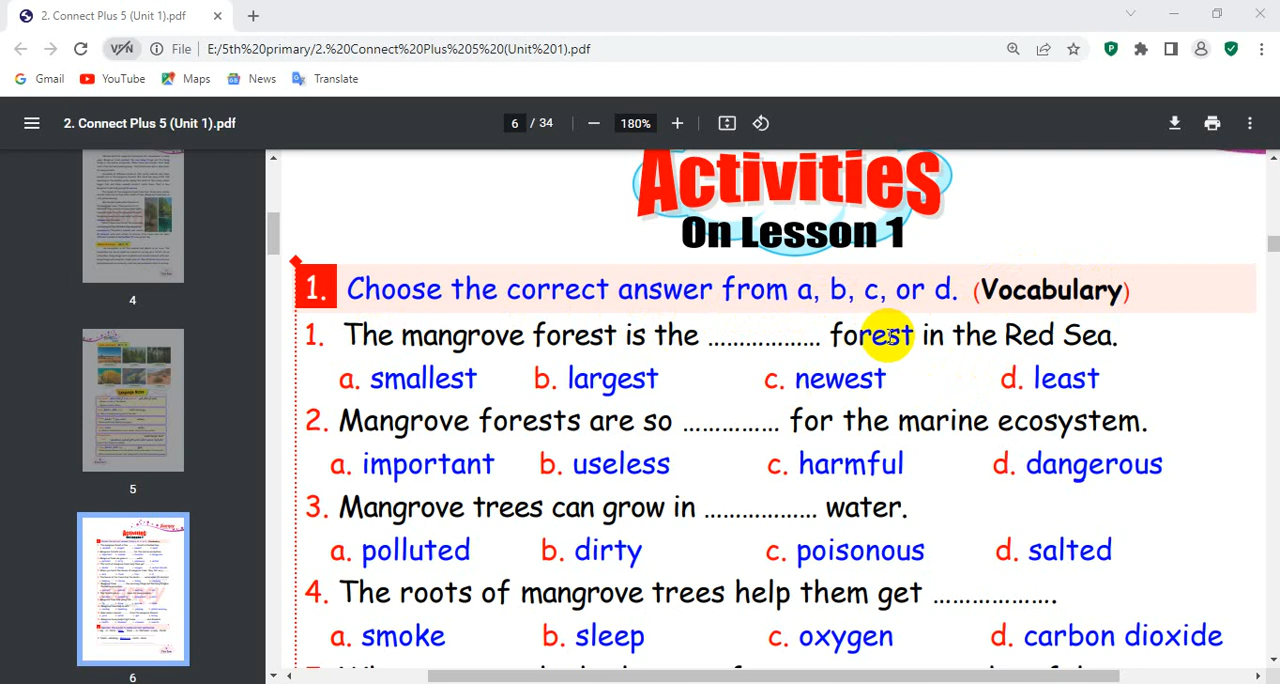 2. Connect Plus 5 (Unit 1).pdf
VPN File E:/5th%20primary/2.%20Connect%20Plus%205%20(Unit%201).pdf
Gmail YouTube Maps News Translate
2. Connect Plus 5 (Unit 1).pdf 6 / 34 180%
4
5
6
Activities
On Lesson 1
1. Choose the correct answer from a, b, c, or d. (Vocabulary)
1. The mangrove forest is the .................. forest in the Red Sea.
a. smallest b. largest c. newest d. least
2. Mangrove forests are so ............... for the marine ecosystem.
a. important b. useless c. harmful d. dangerous
3. Mangrove trees can grow in .................. water.
a. polluted b. dirty c. poisonous d. salted
4. The roots of mangrove trees help them get ...................
a. smoke b. sleep c. oxygen d. carbon dioxide